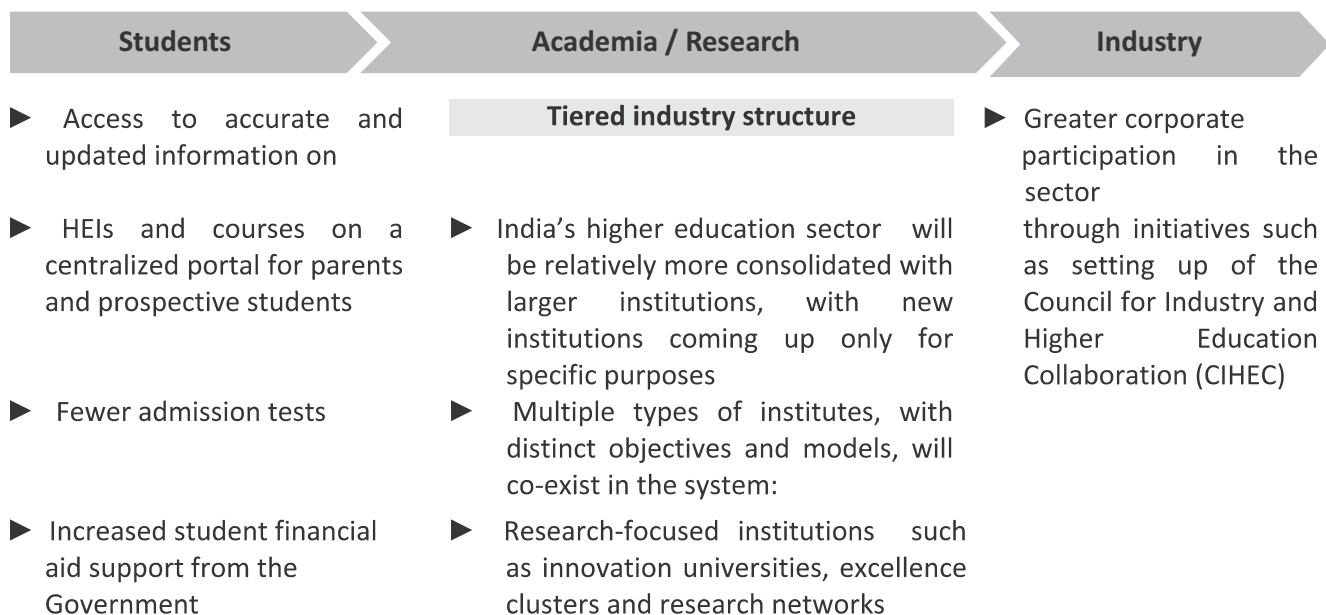 Students
Academia / Research
Industry
► Access to accurate and
updated information on
► HEIs and courses on a
centralized portal for parents
and prospective students
► Fewer admission tests
► Increased student financial
aid support from the
Government
Tiered industry structure
► India’s higher education sector will
be relatively more consolidated with
larger institutions, with new
institutions coming up only for
specific purposes
► Multiple types of institutes, with
distinct objectives and models, will
co-exist in the system:
► Research-focused institutions such
as innovation universities, excellence
clusters and research networks
► Greater corporate
participation in the
sector
through initiatives such
as setting up of the
Council for Industry and
Higher Education
Collaboration (CIHEC)